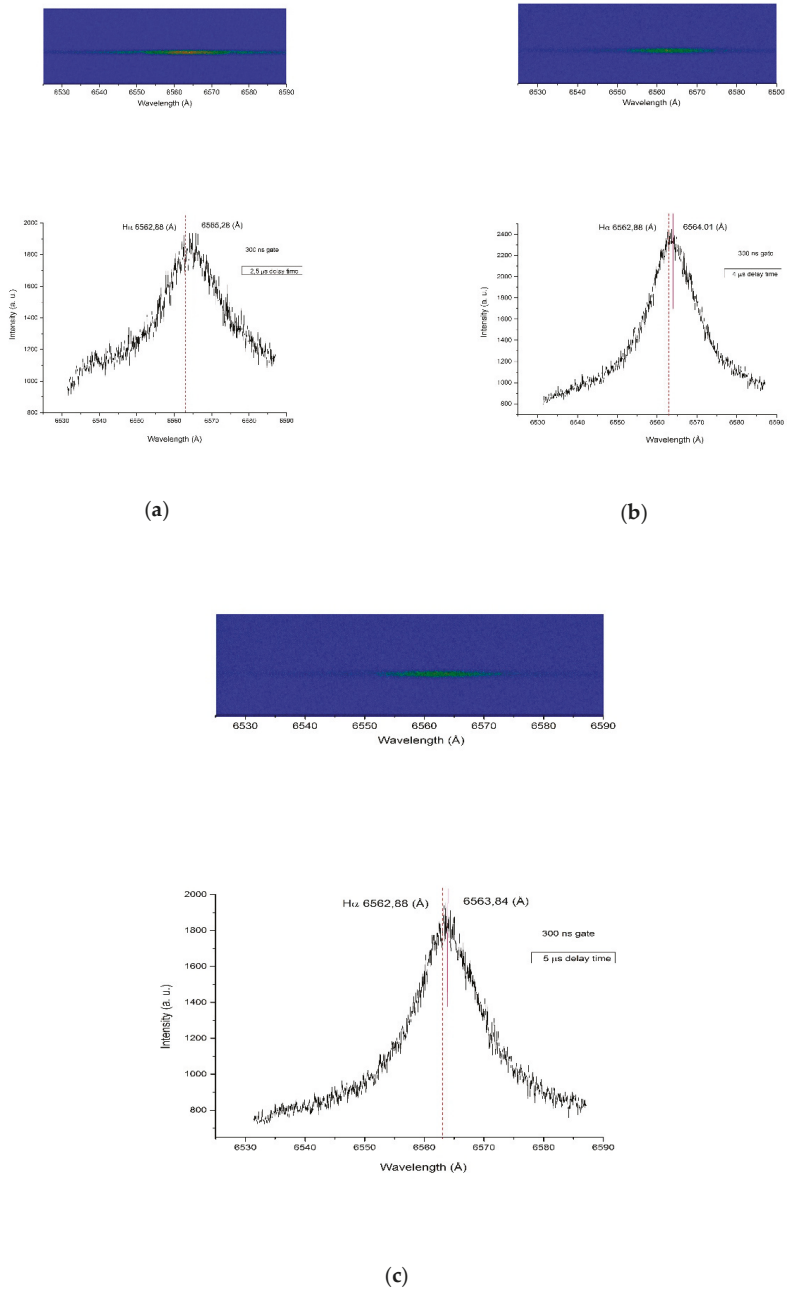 6530 6540 6550 6560 6570 6580 6590
Wavelength (Å)
6530 6540 6550 6560 6570 6580 6590
Wavelength (Å)
Hα 6562,88 (Å) 6565,28 (Å)
300 ns gate
2,5 μs delay time
2000
1800
1600
1400
1200
1000
800
Intensity (a. u.)
6530 6540 6550 6560 6570 6580 6590
Wavelength (Å)
(a)
Hα 6562,88 (Å) 6564.01 (Å)
300 ns gate
4 μs delay time
2400
2200
2000
1800
1600
1400
1200
1000
800
Intensity (a. u.)
6530 6540 6550 6560 6570 6580 6590
Wavelength (Å)
(b)
6530 6540 6550 6560 6570 6580 6590
Wavelength (Å)
Hα 6562,88 (Å) 6563,84 (Å)
300 ns gate
5 μs delay time
2000
1800
1600
1400
1200
1000
800
Intensity (a. u.)
6530 6540 6550 6560 6570 6580 6590
Wavelength (Å)
(c)